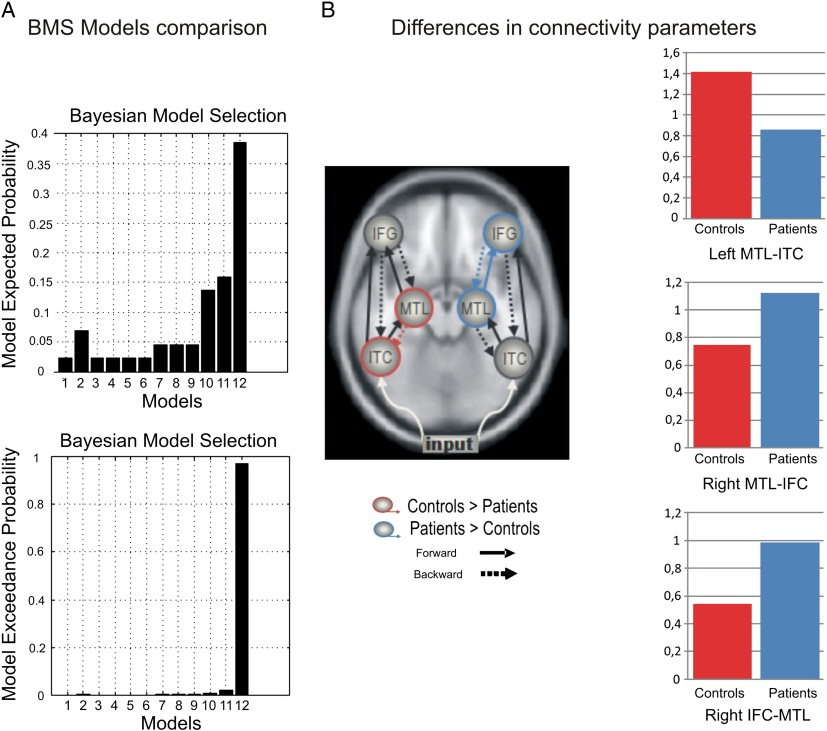 A
BMS Models comparison
Bayesian Model Selection
Model Expected Probability
0.4
0.35
0.3
0.25
0.2
0.15
0.1
0.05
0
1 2 3 4 5 6 7 8 9 10 11 12
Models
Bayesian Model Selection
Model Exceedance Probability
1
0.8
0.6
0.4
0.2
0
1 2 3 4 5 6 7 8 9 10 11 12
Models
B
Differences in connectivity parameters
IFG
IFG
MTL
MTL
ITC
ITC
input
Controls > Patients
Patients > Controls
Forward
Backward
1,6
1,4
1,2
1
0,8
0,6
0,4
0,2
0
Controls Patients
Left MTL-ITC
1,2
1
0,8
0,6
0,4
0,2
0
Controls Patients
Right MTL-IFC
1,2
1
0,8
0,6
0,4
0,2
0
Controls Patients
Right IFC-MTL